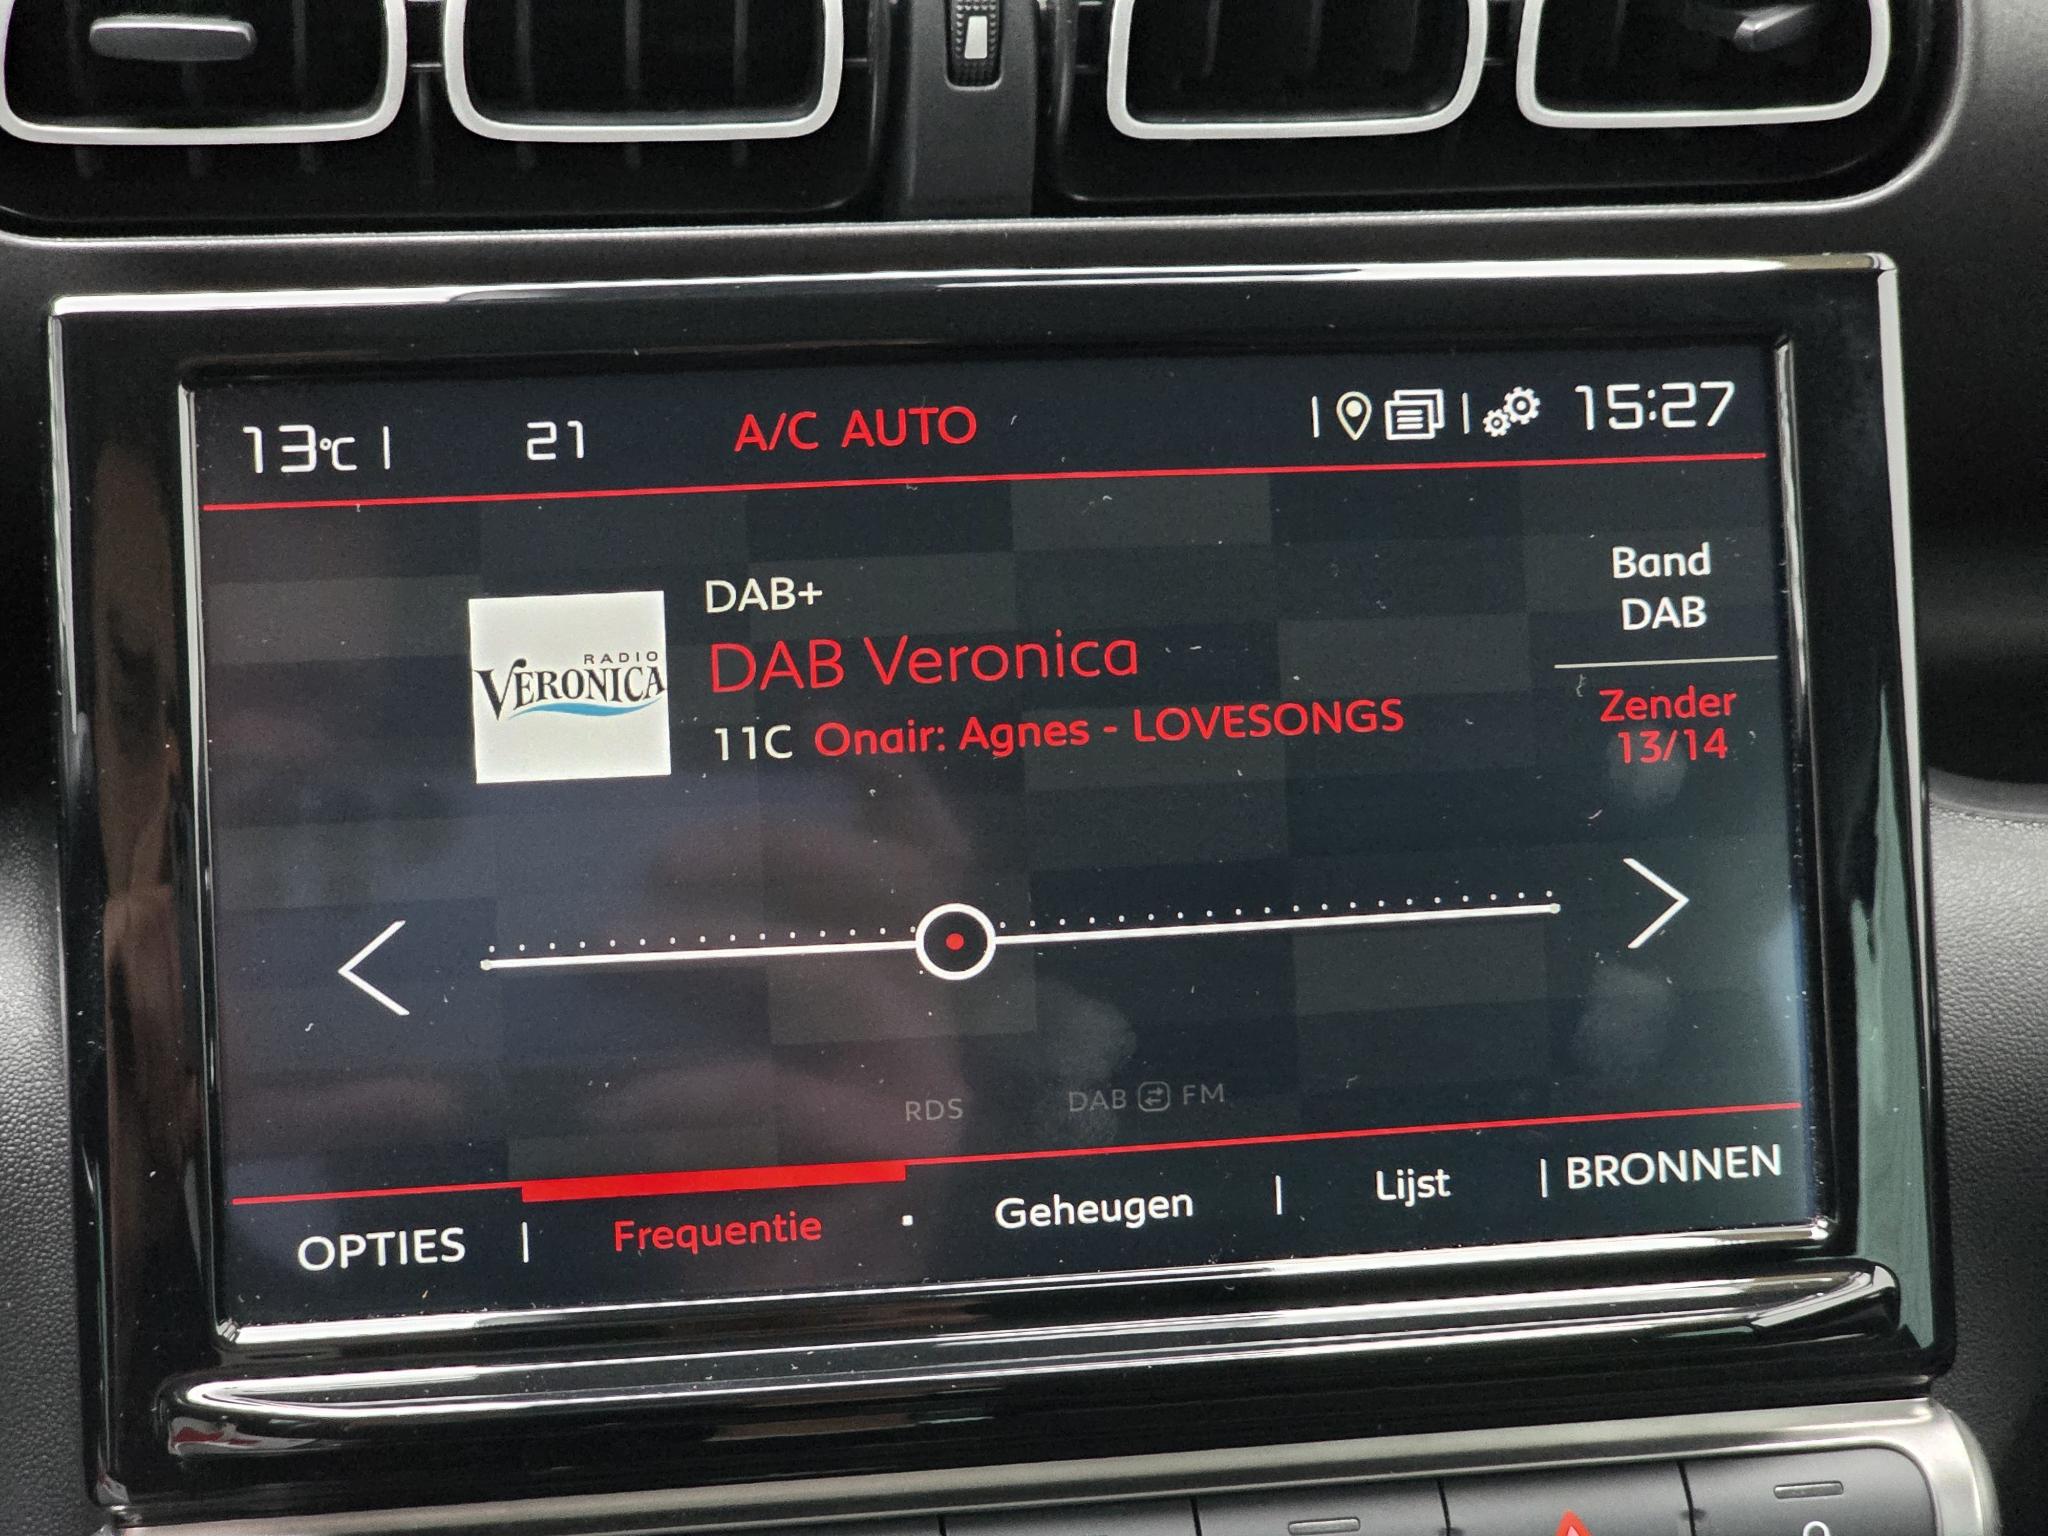 13°C | 21 A/C AUTO | | 15:27
DAB+
RADIO
VERONICA
DAB Veronica
11C Onair: Agnes - LOVESONGS
Band
DAB
Zender
13/14
RDS DAB FM
OPTIES | Frequentie · Geheugen | Lijst | BRONNEN